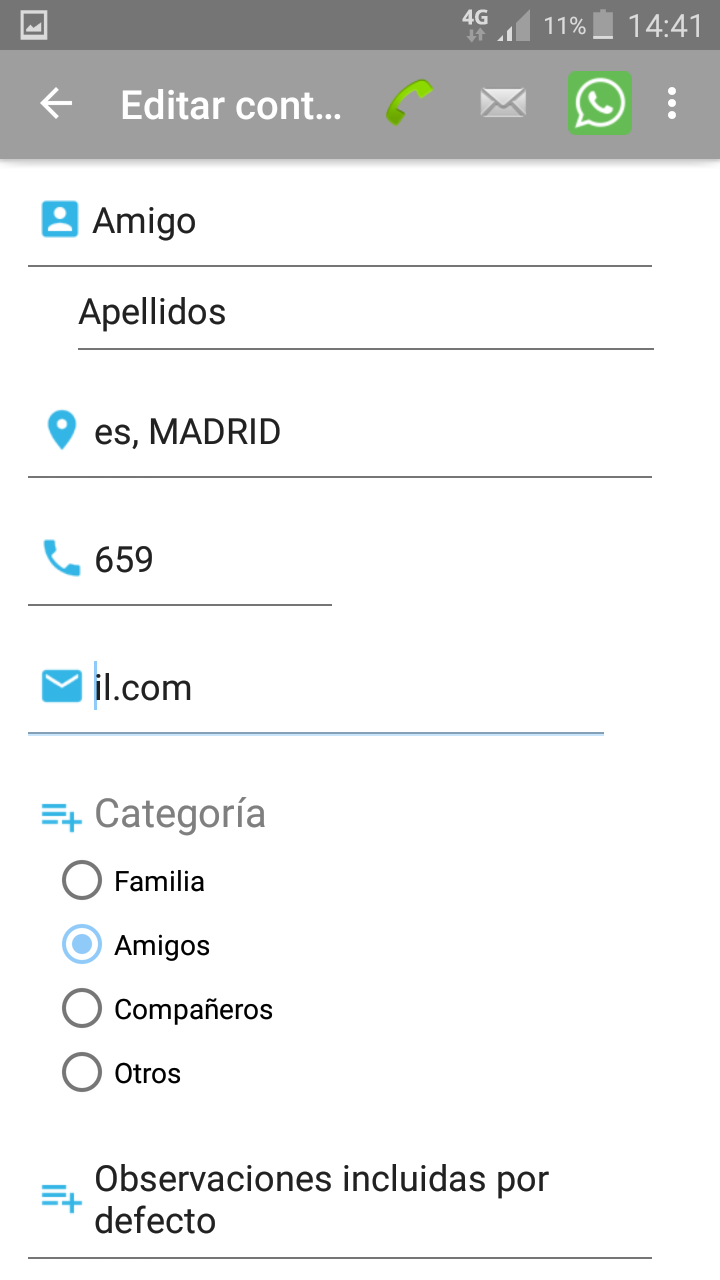 4G 11% 14:41
Editar cont...
Amigo
Apellidos
es, MADRID
659
il.com
Categoría
Familia
Amigos
Compañeros
Otros
Observaciones incluidas por
defecto